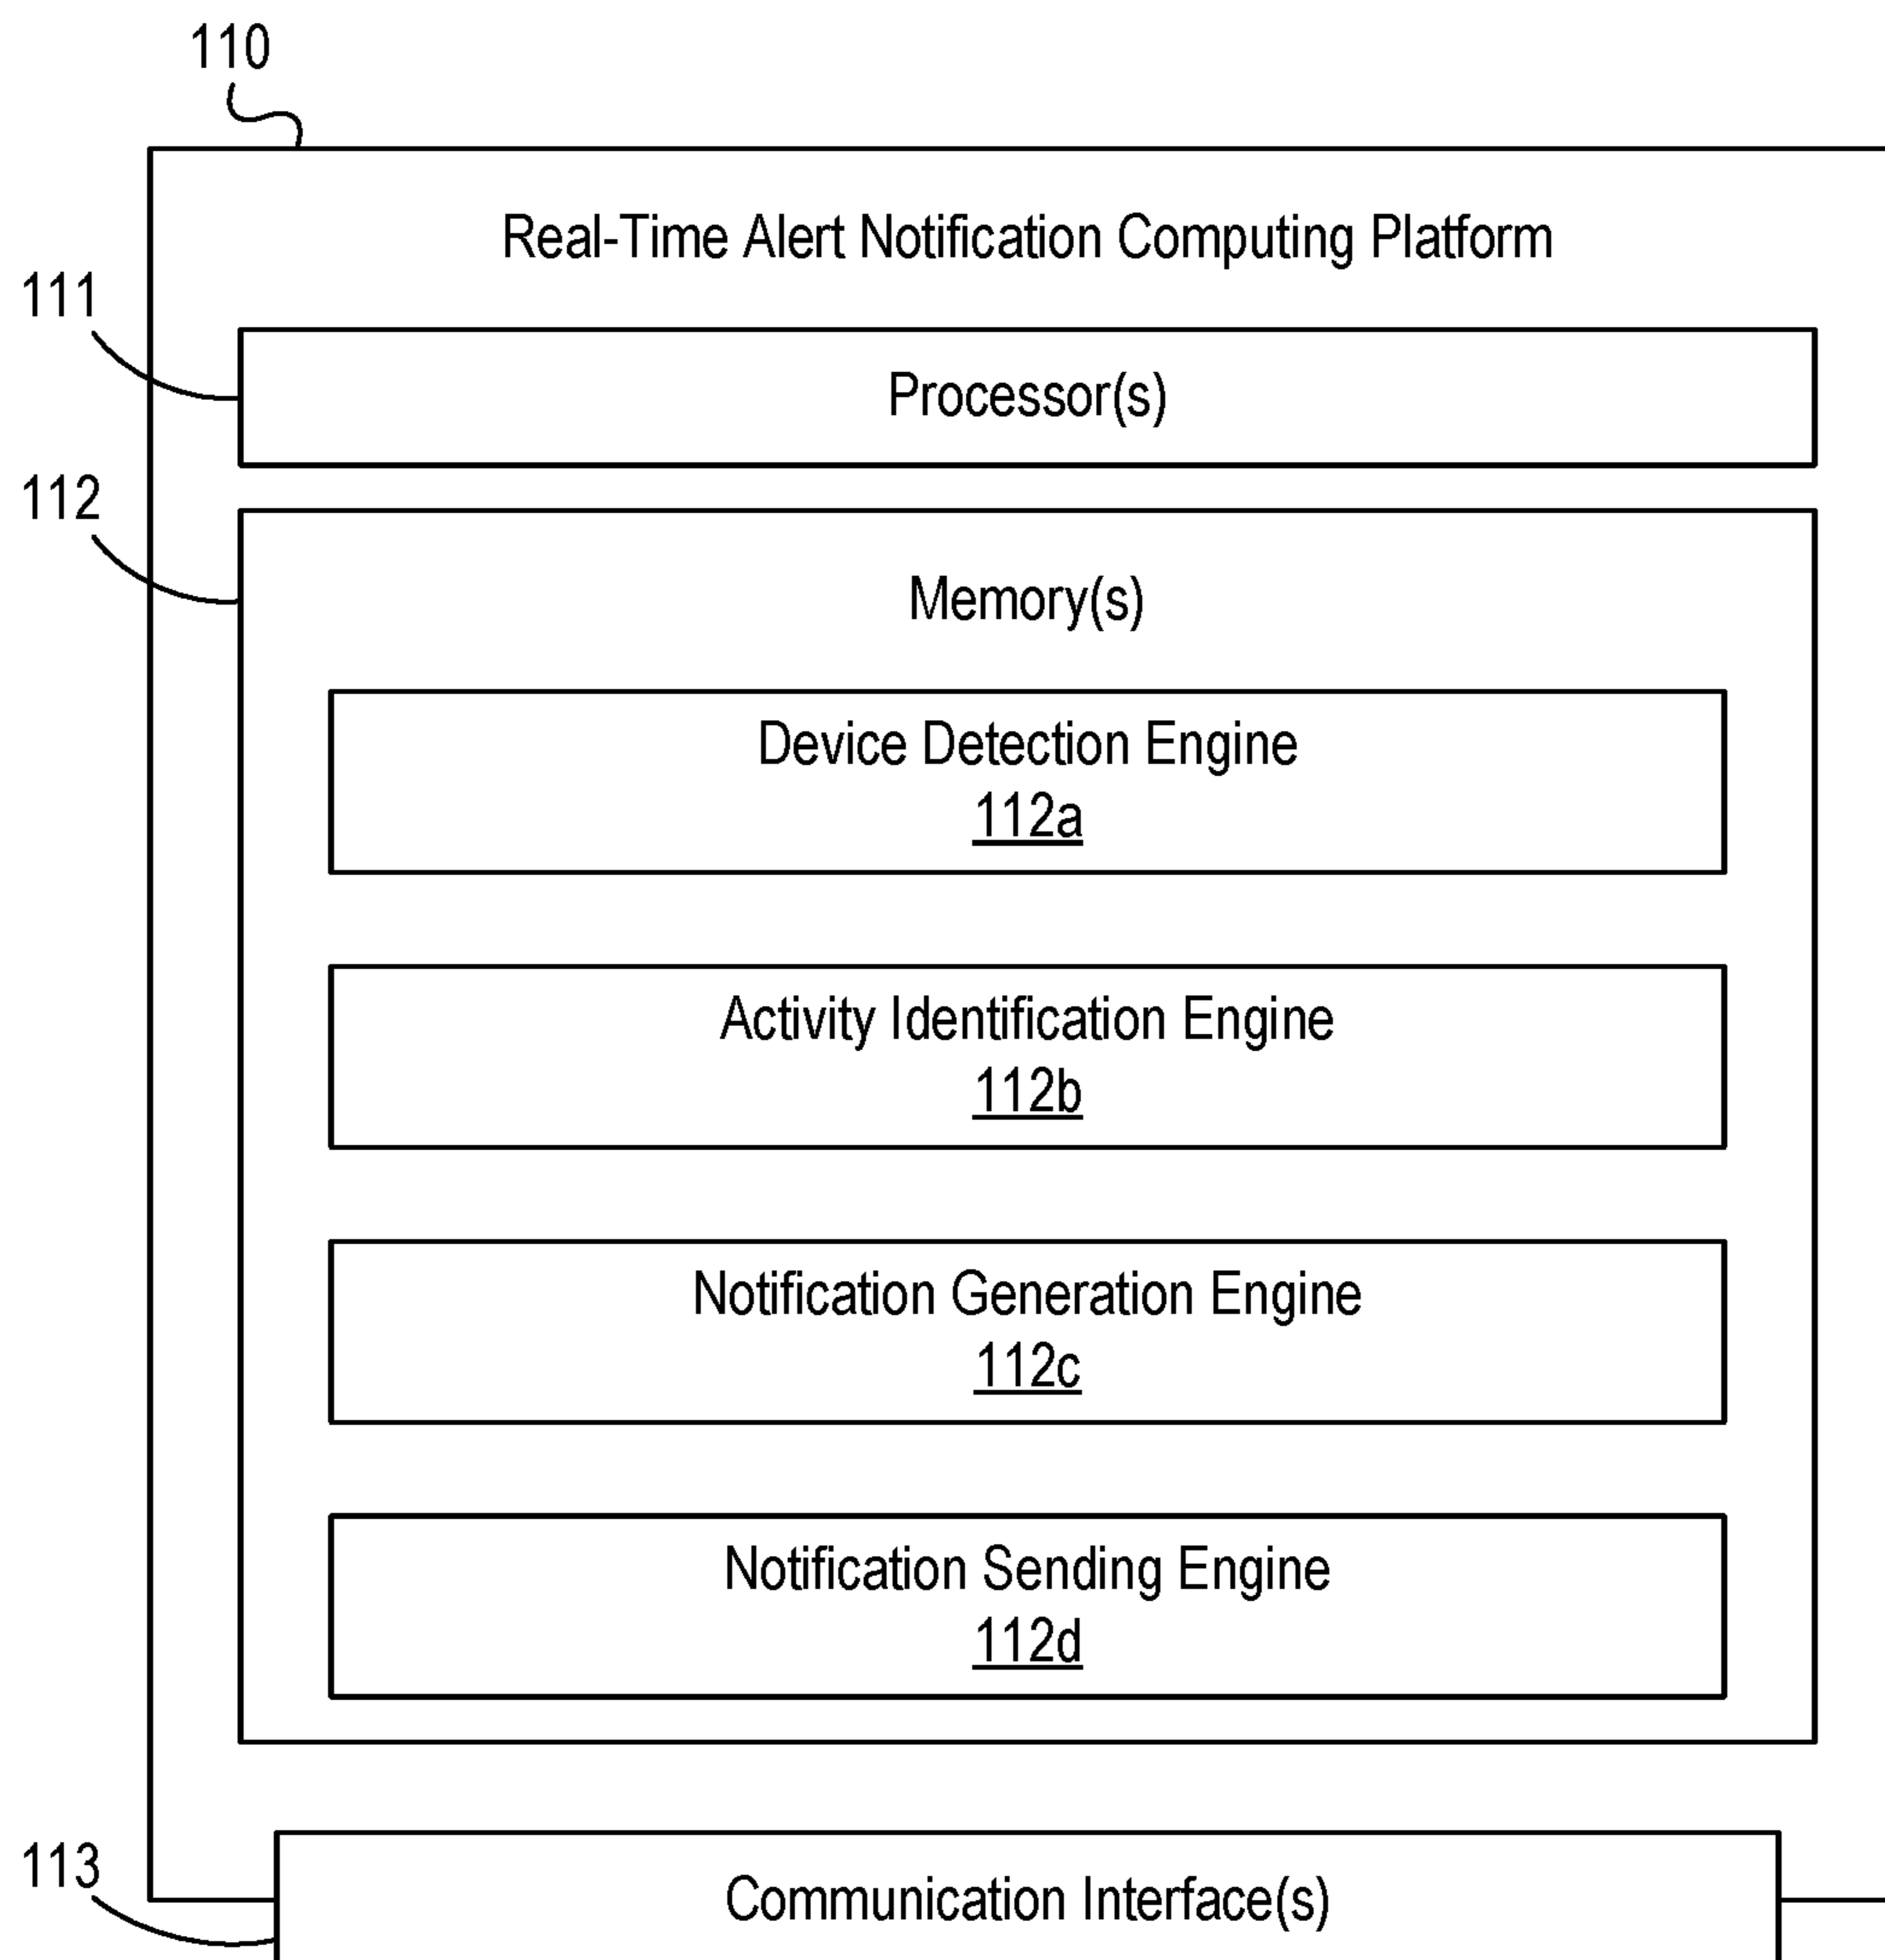 110
Real-Time Alert Notification Computing Platform
111
Processor(s)
112
Memory(s)
Device Detection Engine
112a
Activity Identification Engine
112b
Notification Generation Engine
112c
Notification Sending Engine
112d
113
Communication Interface(s)